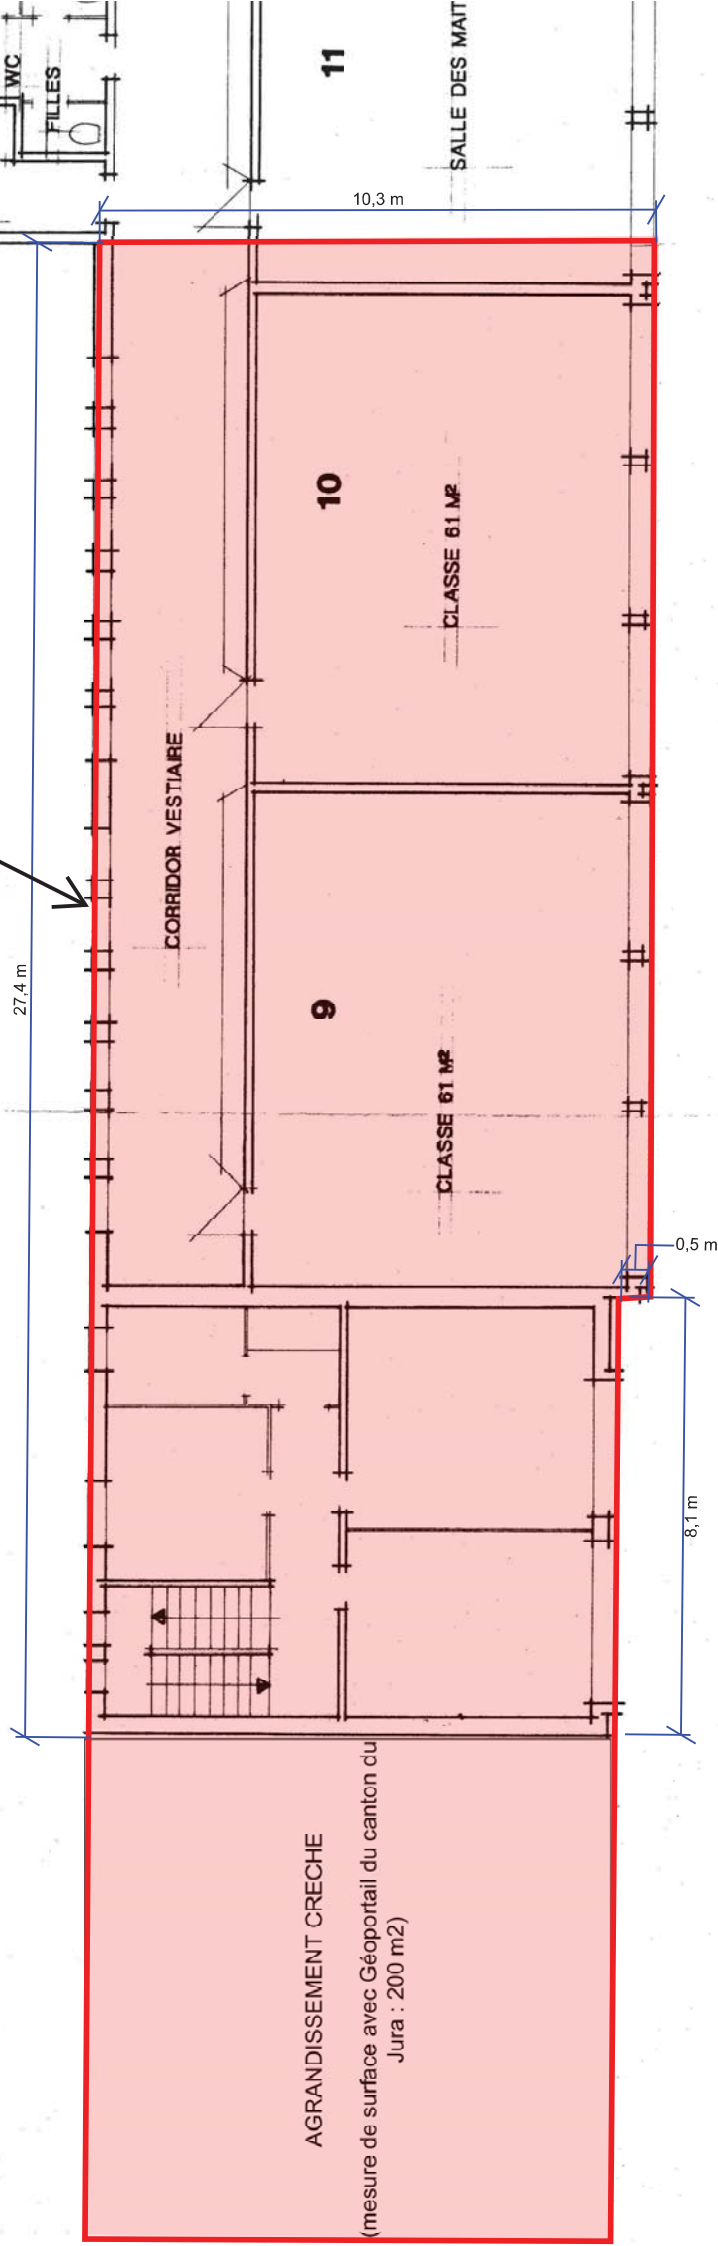 WC
FILLES
11
SALLE DES MAIT
10,3 m
10
CLASSE 61 M²
CORRIDOR VESTIAIRE
27,4 m
9
CLASSE 61 M²
0,5 m
8,1 m
AGRANDISSEMENT CRECHE
(mesure de surface avec Géoportail du canton du
Jura : 200 m2)